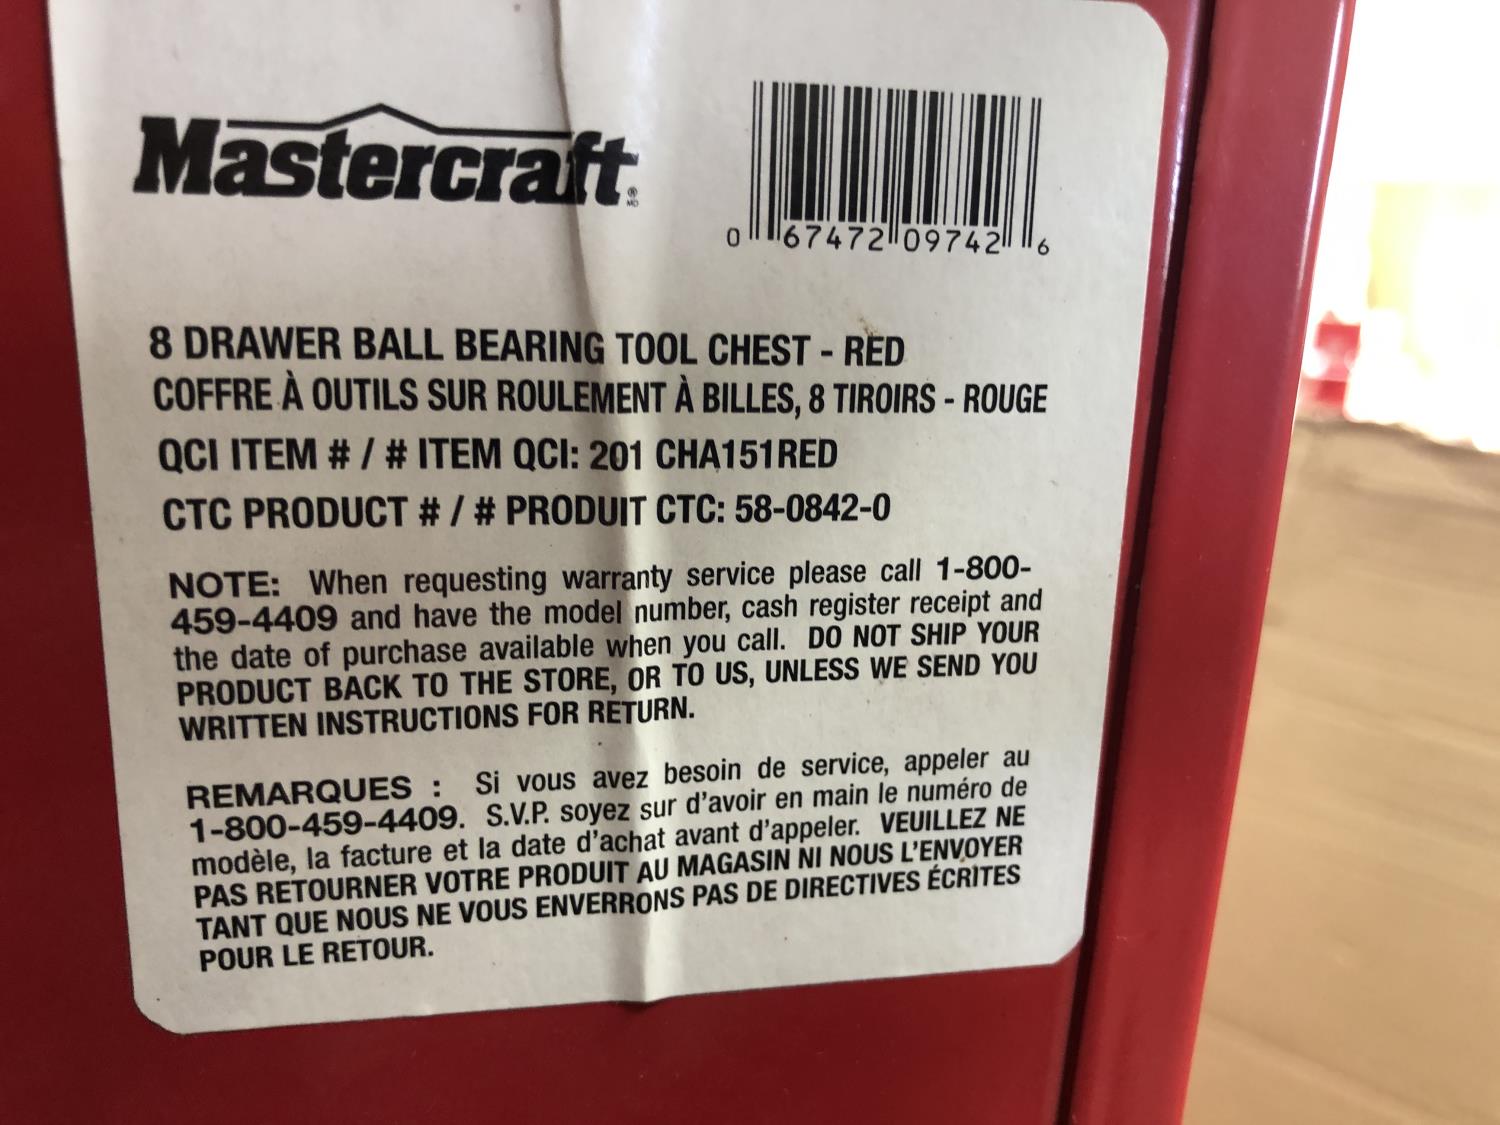 Mastercraft®
MD
0 67472 09742 6
8 DRAWER BALL BEARING TOOL CHEST - RED
COFFRE À OUTILS SUR ROULEMENT À BILLES, 8 TIROIRS - ROUGE
QCI ITEM # / # ITEM QCI: 201 CHA151RED
CTC PRODUCT # / # PRODUIT CTC: 58-0842-0
NOTE: When requesting warranty service please call 1-800-
459-4409 and have the model number, cash register receipt and
the date of purchase available when you call. DO NOT SHIP YOUR
PRODUCT BACK TO THE STORE, OR TO US, UNLESS WE SEND YOU
WRITTEN INSTRUCTIONS FOR RETURN.
REMARQUES : Si vous avez besoin de service, appeler au
1-800-459-4409. S.V.P. soyez sur d'avoir en main le numéro de
modèle, la facture et la date d'achat avant d'appeler. VEUILLEZ NE
PAS RETOURNER VOTRE PRODUIT AU MAGASIN NI NOUS L'ENVOYER
TANT QUE NOUS NE VOUS ENVERRONS PAS DE DIRECTIVES ÉCRITES
POUR LE RETOUR.